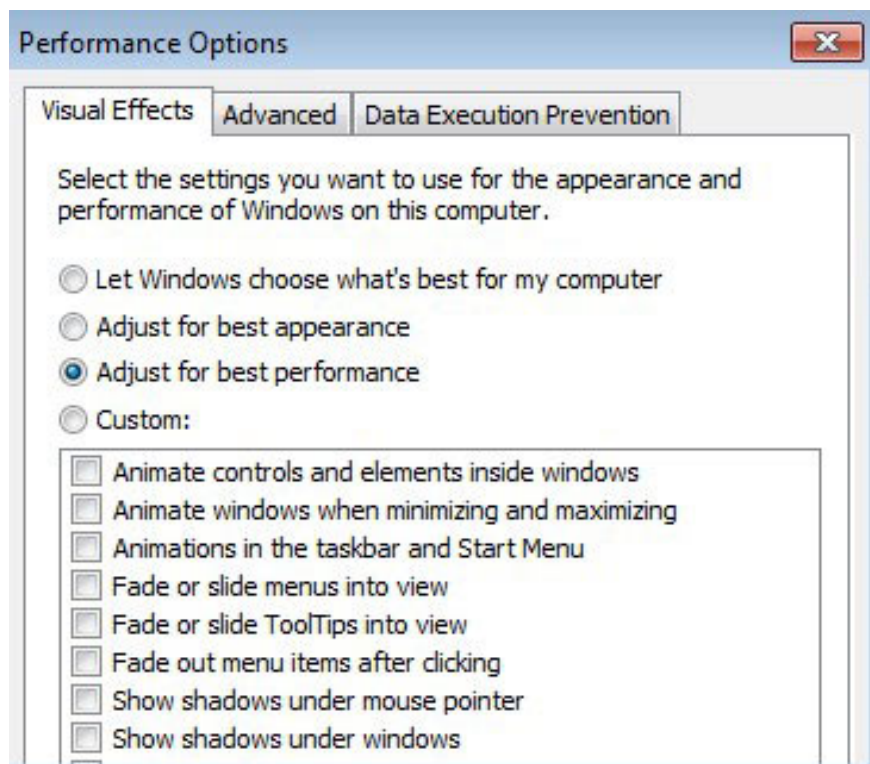 Performance Options
Visual Effects
Advanced
Data Execution Prevention
Select the settings you want to use for the appearance and
performance of Windows on this computer.
Let Windows choose what's best for my computer
Adjust for best appearance
Adjust for best performance
Custom:
Animate controls and elements inside windows
Animate windows when minimizing and maximizing
Animations in the taskbar and Start Menu
Fade or slide menus into view
Fade or slide ToolTips into view
Fade out menu items after clicking
Show shadows under mouse pointer
Show shadows under windows